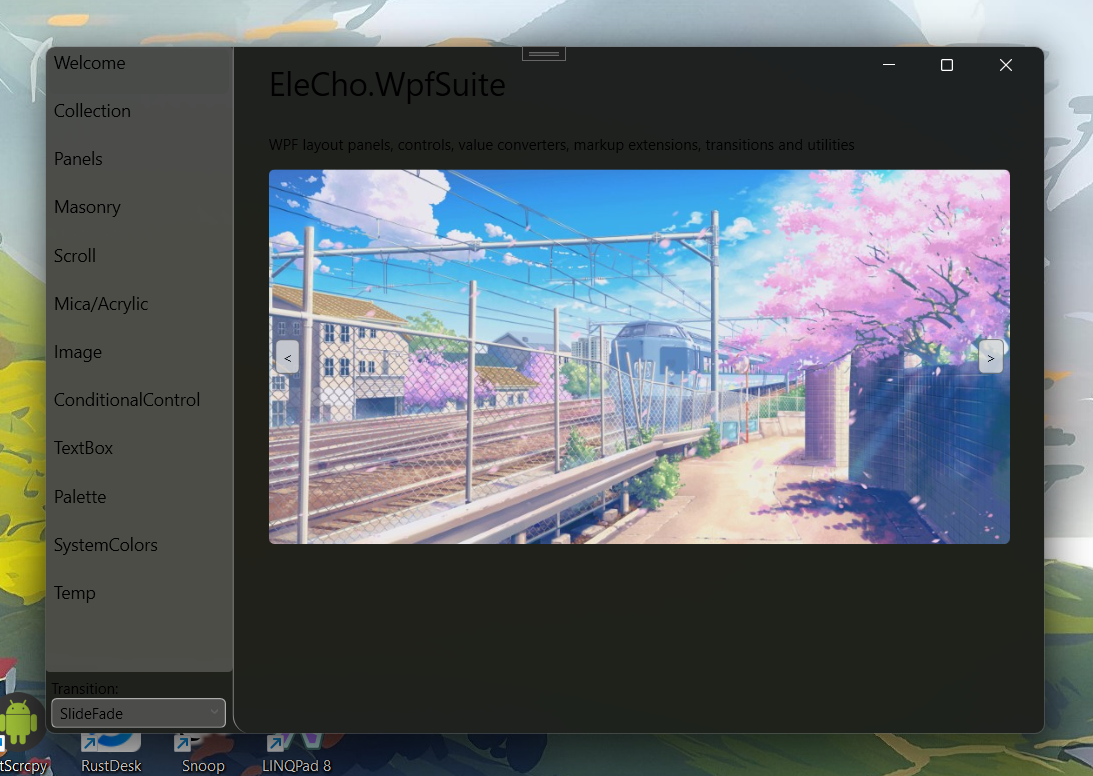 Welcome
Collection
Panels
Masonry
Scroll
Mica/Acrylic
Image
ConditionalControl
TextBox
Palette
SystemColors
Temp
Transition:
SlideFade
EleCho.WpfSuite
WPF layout panels, controls, value converters, markup extensions, transitions and utilities
<
>
tScrcpy
RustDesk
Snoop
LINQPad 8